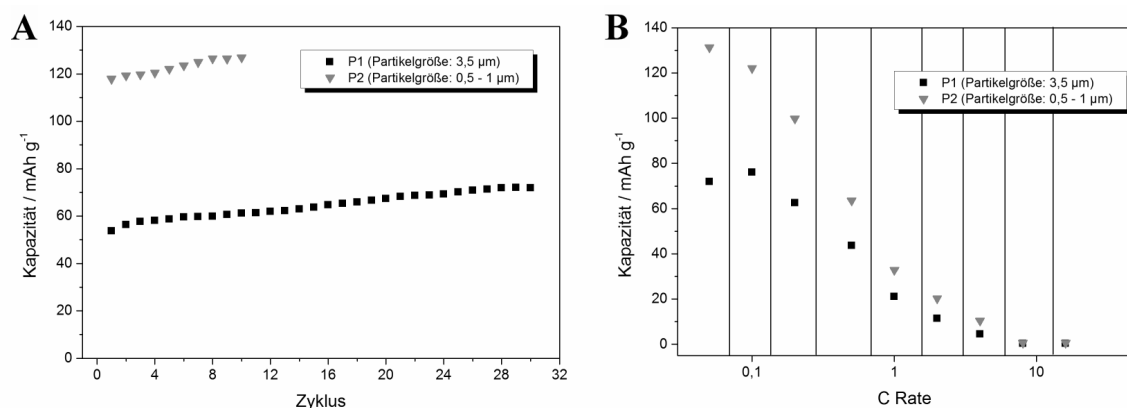 A
140
120
100
80
60
40
20
0
Kapazität / mAh g-1
P1 (Partikelgröße: 3,5 µm)
P2 (Partikelgröße: 0,5 - 1 µm)
0 4 8 12 16 20 24 28 32
Zyklus
B
140
120
100
80
60
40
20
0
Kapazität / mAh g-1
P1 (Partikelgröße: 3,5 µm)
P2 (Partikelgröße: 0,5 - 1 µm)
0,1 1 10
C Rate